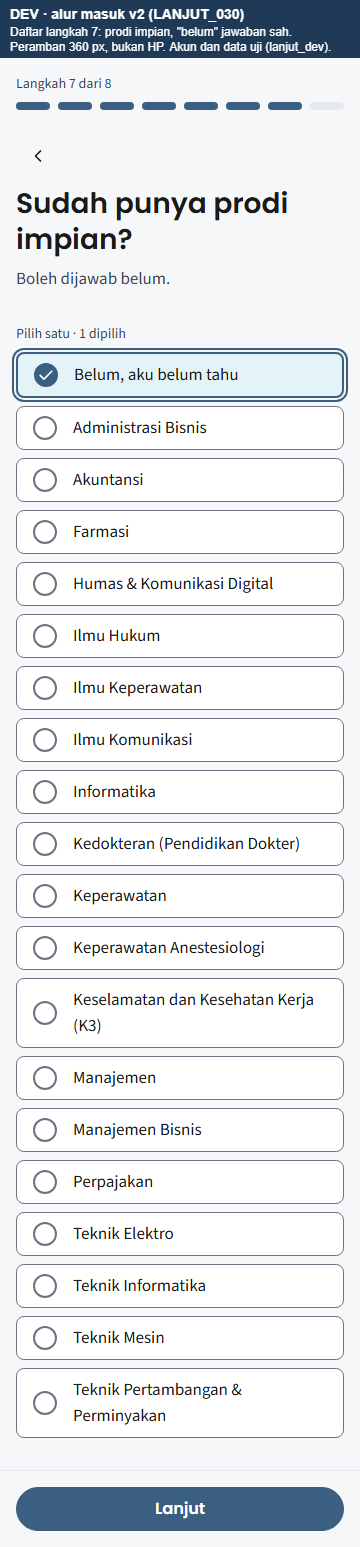 DEV · alur masuk v2 (LANJUT_030)
Daftar langkah 7: prodi impian, "belum" jawaban sah.
Peramban 360 px, bukan HP. Akun dan data uji (lanjut_dev).
Langkah 7 dari 8
Sudah punya prodi
impian?
Boleh dijawab belum.
Pilih satu · 1 dipilih
Belum, aku belum tahu
Administrasi Bisnis
Akuntansi
Farmasi
Humas & Komunikasi Digital
Ilmu Hukum
Ilmu Keperawatan
Ilmu Komunikasi
Informatika
Kedokteran (Pendidikan Dokter)
Keperawatan
Keperawatan Anestesiologi
Keselamatan dan Kesehatan Kerja
(K3)
Manajemen
Manajemen Bisnis
Perpajakan
Teknik Elektro
Teknik Informatika
Teknik Mesin
Teknik Pertambangan &
Perminyakan
Lanjut